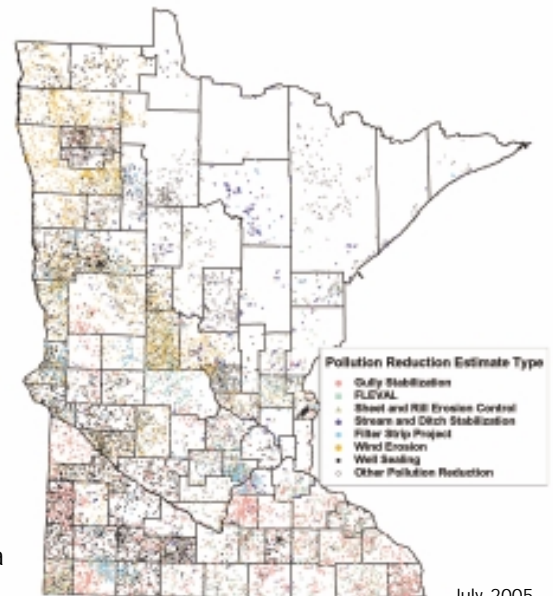 Pollution Reduction Estimate Type
Gully Stabilization
FLEVAL
Sheet and Rill Erosion Control
Stream and Ditch Stabilization
Filter Strip Project
Wind Erosion
Well Sealing
Other Pollution Reduction
July, 2005